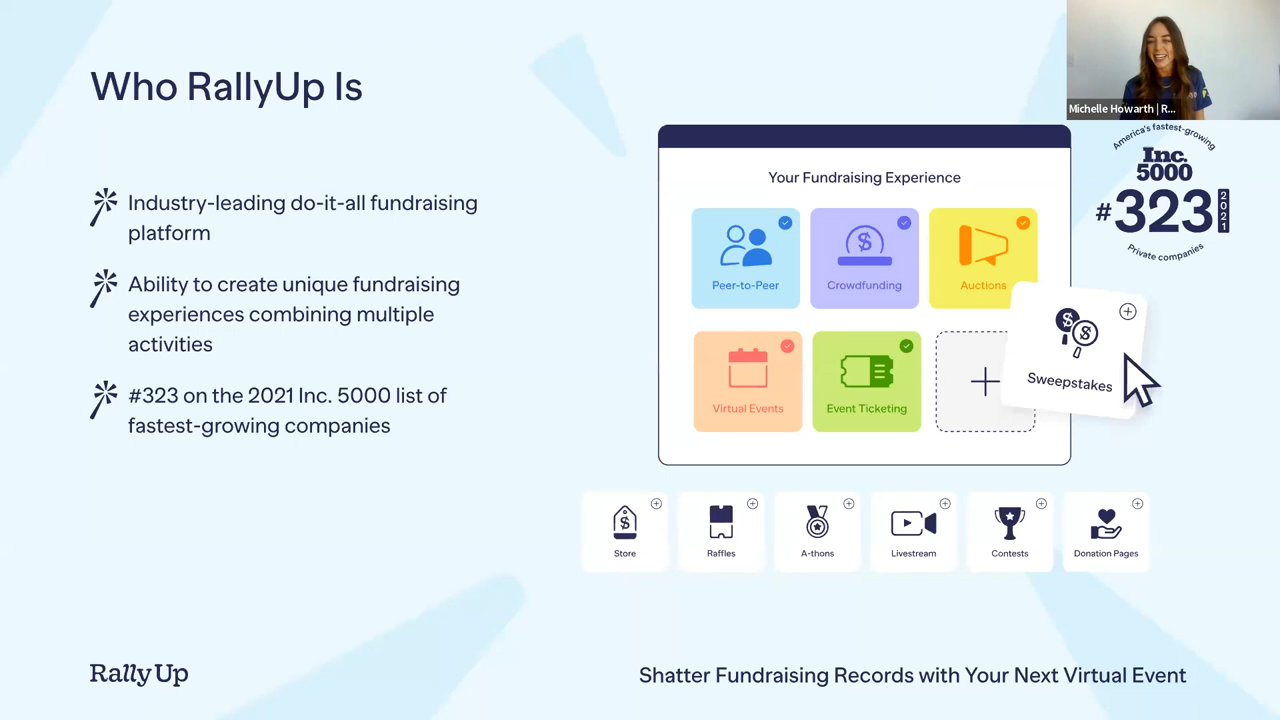 Who RallyUp Is
Michelle Howarth | R...
Industry-leading do-it-all fundraising
platform
Ability to create unique fundraising
experiences combining multiple
activities
#323 on the 2021 Inc. 5000 list of
fastest-growing companies
Your Fundraising Experience
Peer-to-Peer
Crowdfunding
Auctions
Virtual Events
Event Ticketing
Sweepstakes
America's fastest-growing
Inc.
5000
#323 2021
Private companies
Store
Raffles
A-thons
Livestream
Contests
Donation Pages
Rally Up
Shatter Fundraising Records with Your Next Virtual Event